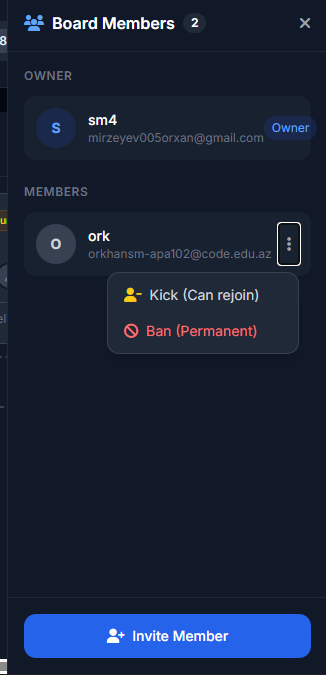 Board Members 2
OWNER
S
sm4
mirzeyev005orxan@gmail.com
Owner
MEMBERS
O
ork
orkhansm-apa102@code.edu.az
Kick (Can rejoin)
Ban (Permanent)
Invite Member